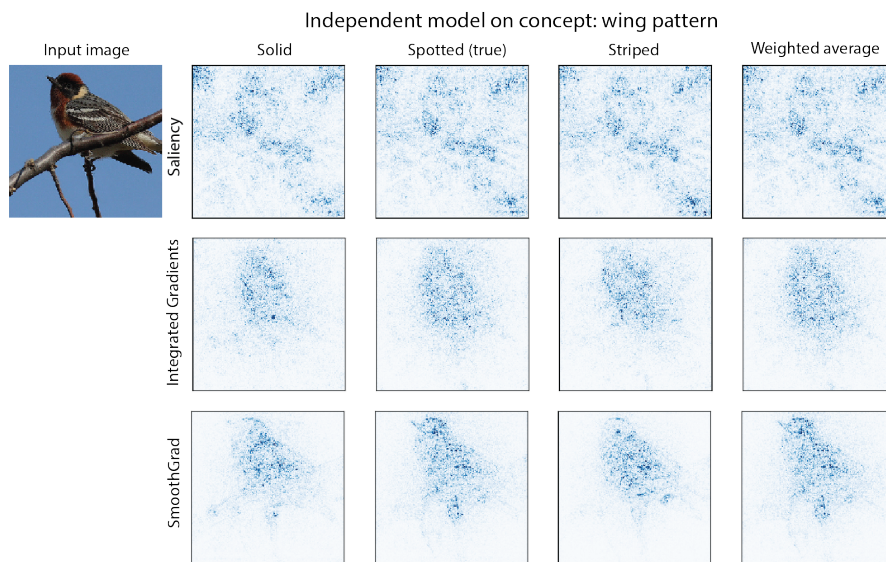 Independent model on concept: wing pattern
Input image
Solid
Spotted (true)
Striped
Weighted average
Saliency
Integrated Gradients
SmoothGrad